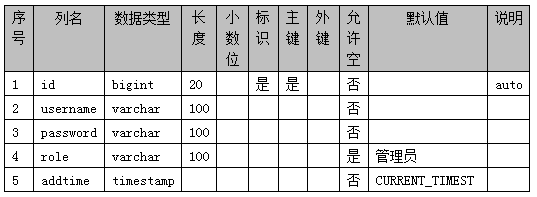 序号 列名 数据类型 长度 小数位 标识 主键 外键 允许空 默认值 说明
1 id bigint 20 是 是 否 auto
2 username varchar 100 否
3 password varchar 100 否
4 role varchar 100 是 管理员
5 addtime timestamp 否 CURRENT_TIMEST